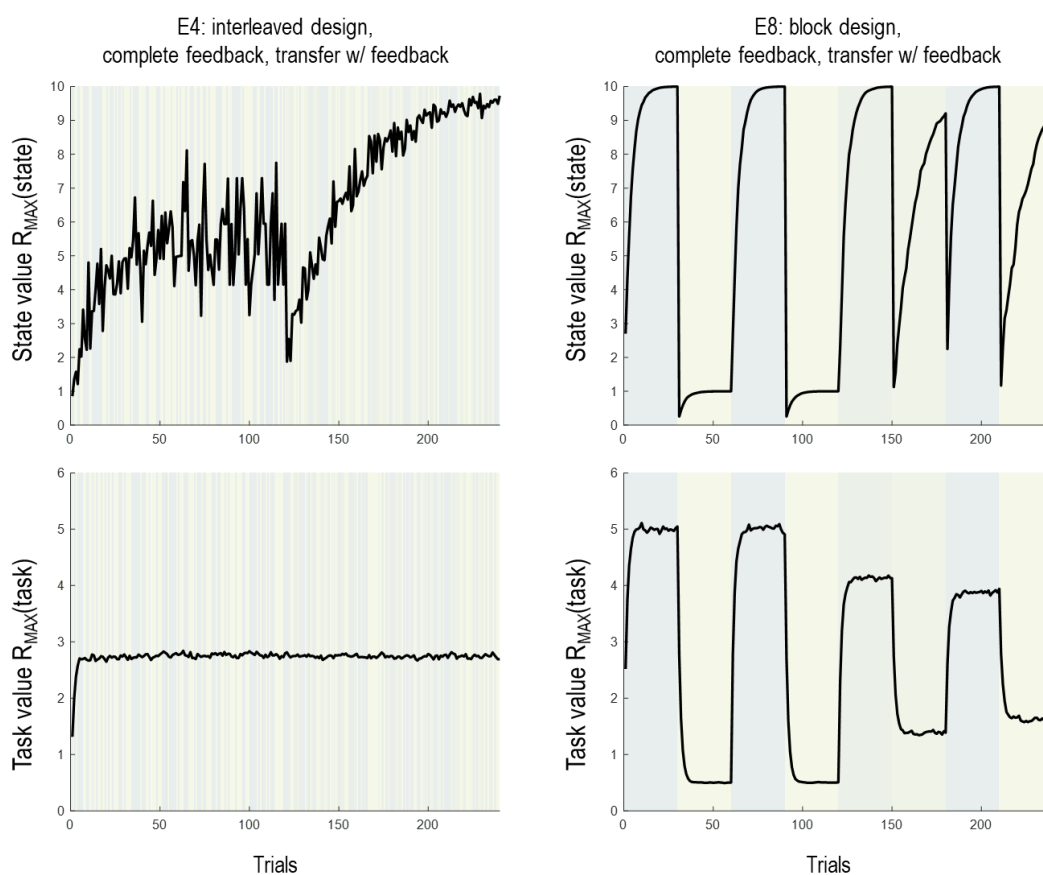 E4: interleaved design,
complete feedback, transfer w/ feedback
E8: block design,
complete feedback, transfer w/ feedback
State value R_MAX(state)
10
9
8
7
6
5
4
3
2
1
0
0 50 100 150 200
State value R_MAX(state)
10
9
8
7
6
5
4
3
2
1
0
0 50 100 150 200
Task value R_MAX(task)
6
5
4
3
2
1
0
0 50 100 150 200
Trials
Task value R_MAX(task)
6
5
4
3
2
1
0
0 50 100 150 200
Trials